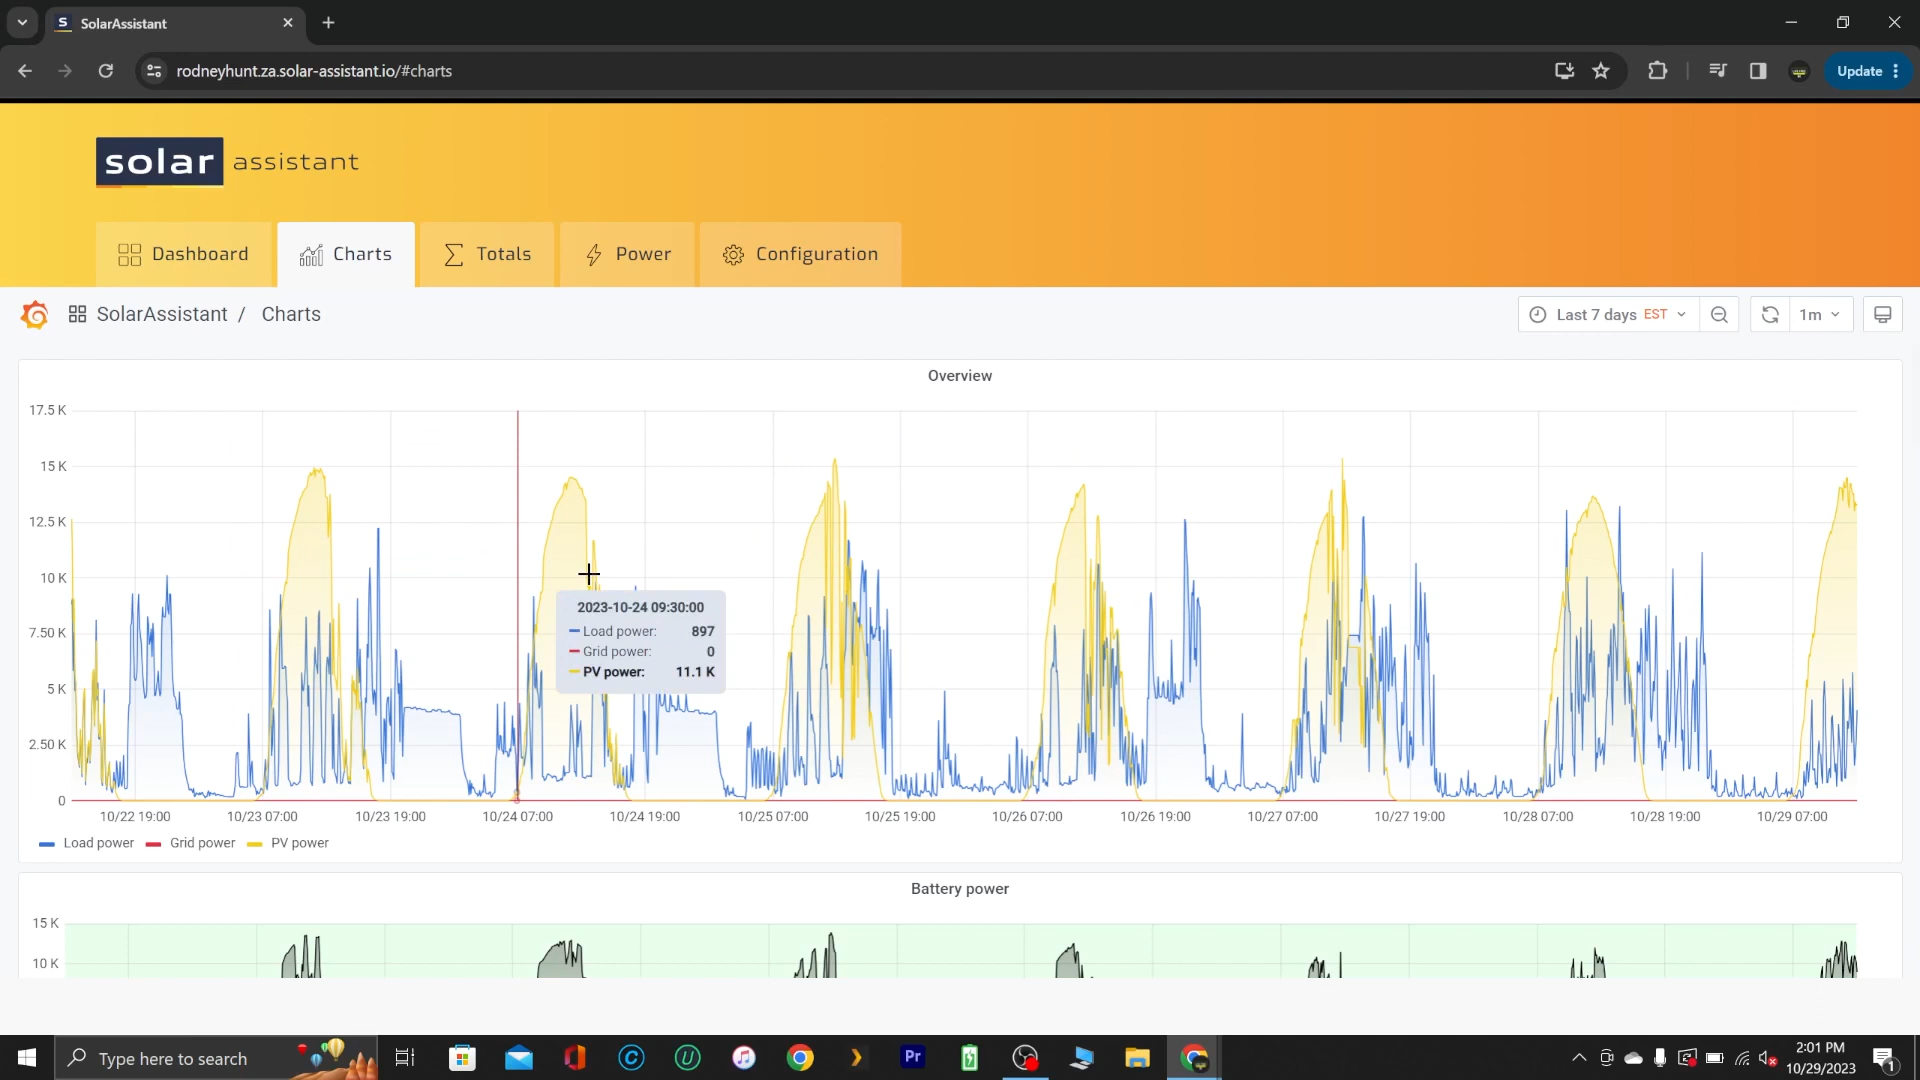 SolarAssistant
rodneyhunt.za.solar-assistant.io/#charts
Update
solar assistant
Dashboard
Charts
Totals
Power
Configuration
SolarAssistant / Charts
Last 7 days EST
1m
Overview
17.5 K
15 K
12.5 K
10 K
7.50 K
5 K
2.50 K
0
2023-10-24 09:30:00
Load power: 897
Grid power: 0
PV power: 11.1 K
10/22 19:00 10/23 07:00 10/23 19:00 10/24 07:00 10/24 19:00 10/25 07:00 10/25 19:00 10/26 07:00 10/26 19:00 10/27 07:00 10/27 19:00 10/28 07:00 10/28 19:00 10/29 07:00
Load power Grid power PV power
Battery power
15 K
10 K
Type here to search
Pr
2:01 PM
10/29/2023
1